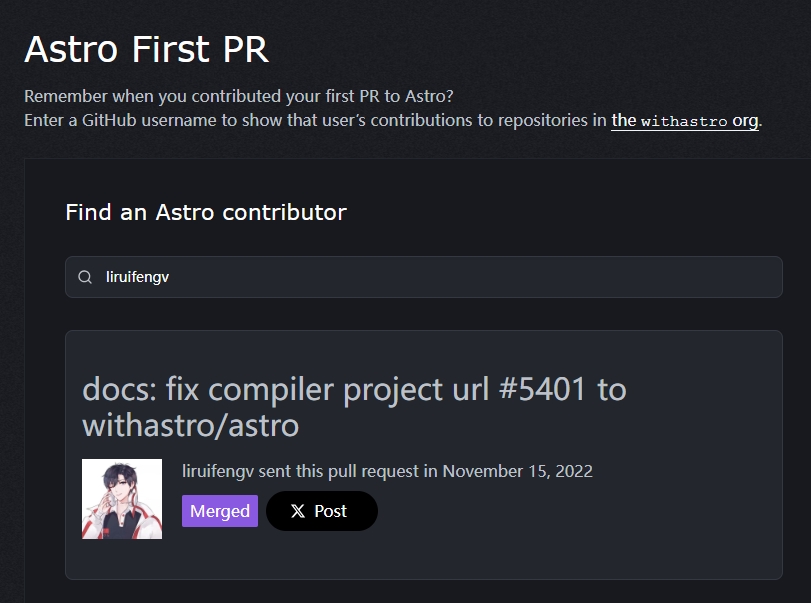 Astro First PR
Remember when you contributed your first PR to Astro?
Enter a GitHub username to show that user’s contributions to repositories in the withastro org.
Find an Astro contributor
liruifengv
docs: fix compiler project url #5401 to
withastro/astro
liruifengv sent this pull request in November 15, 2022
Merged
X Post